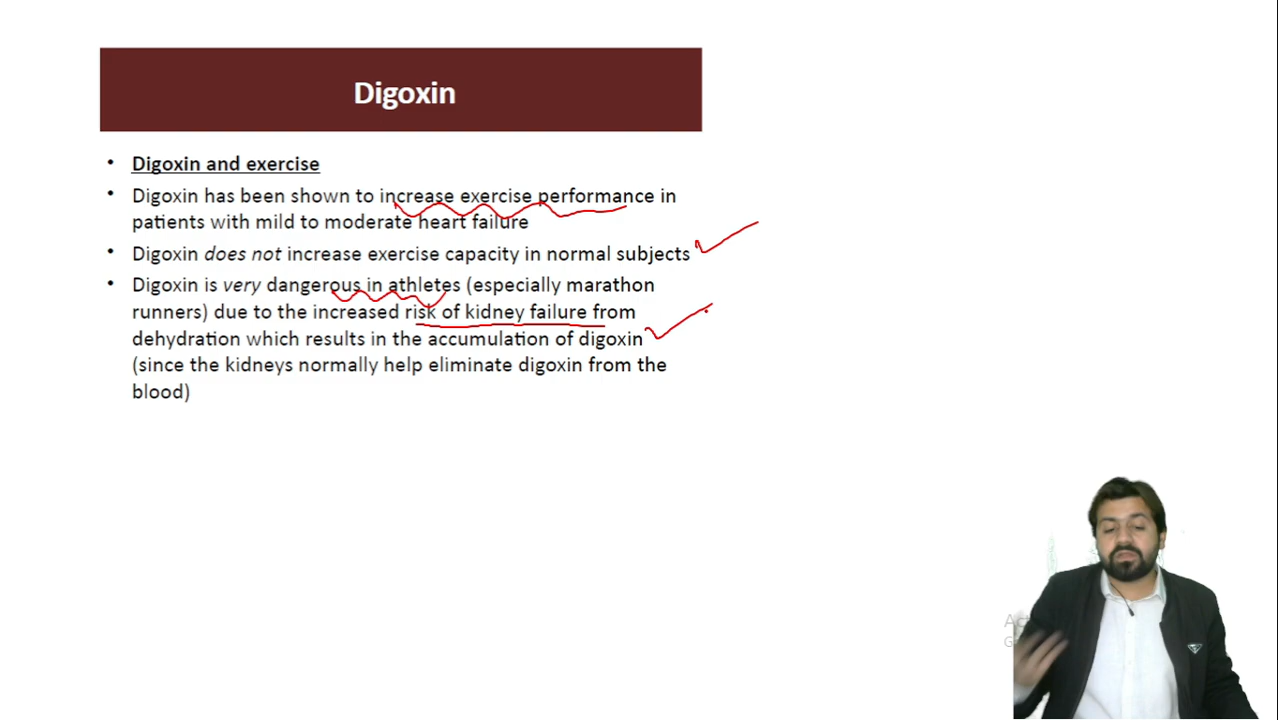 Digoxin
• Digoxin and exercise
• Digoxin has been shown to increase exercise performance in
patients with mild to moderate heart failure
• Digoxin does not increase exercise capacity in normal subjects
• Digoxin is very dangerous in athletes (especially marathon
runners) due to the increased risk of kidney failure from
dehydration which results in the accumulation of digoxin
(since the kidneys normally help eliminate digoxin from the
blood)